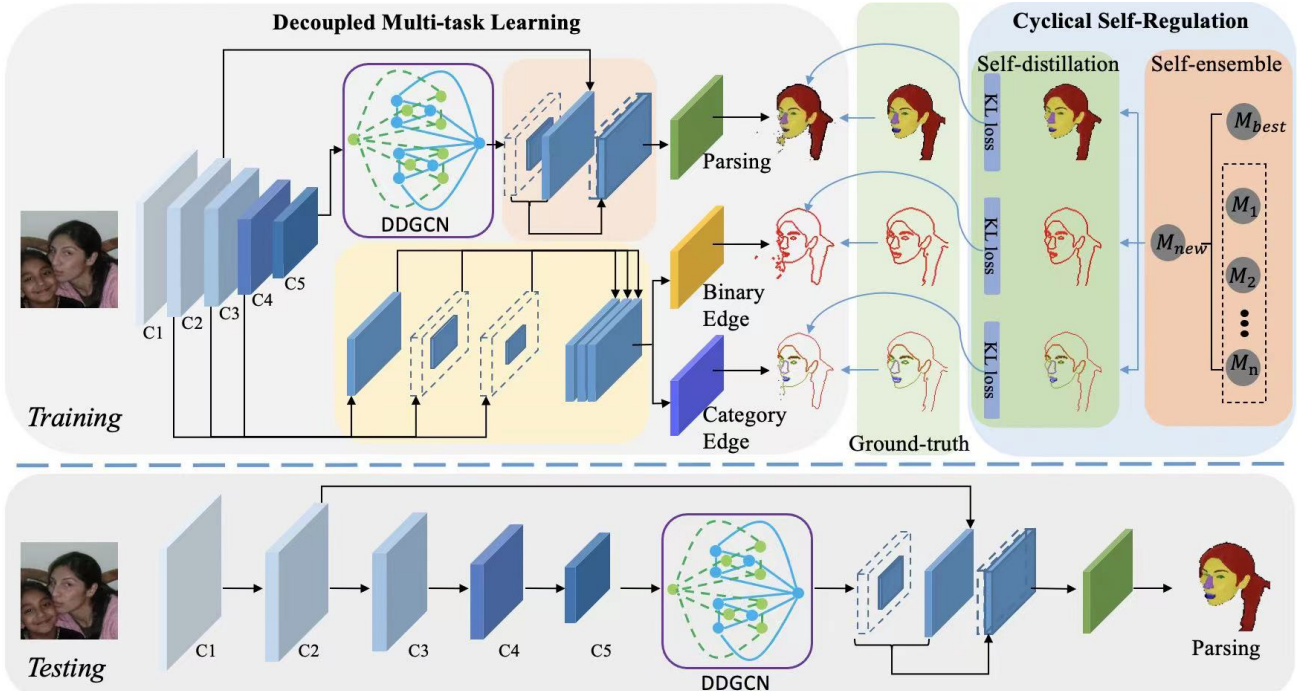 Decoupled Multi-task Learning
Cyclical Self-Regulation
Self-distillation
Self-ensemble
C1
C2
C3
C4
C5
DDGCN
Parsing
Binary
Edge
Category
Edge
Training
Ground-truth
KL loss
KL loss
KL loss
M_new
M_best
M_1
M_2
M_n
C1
C2
C3
C4
C5
DDGCN
Parsing
Testing